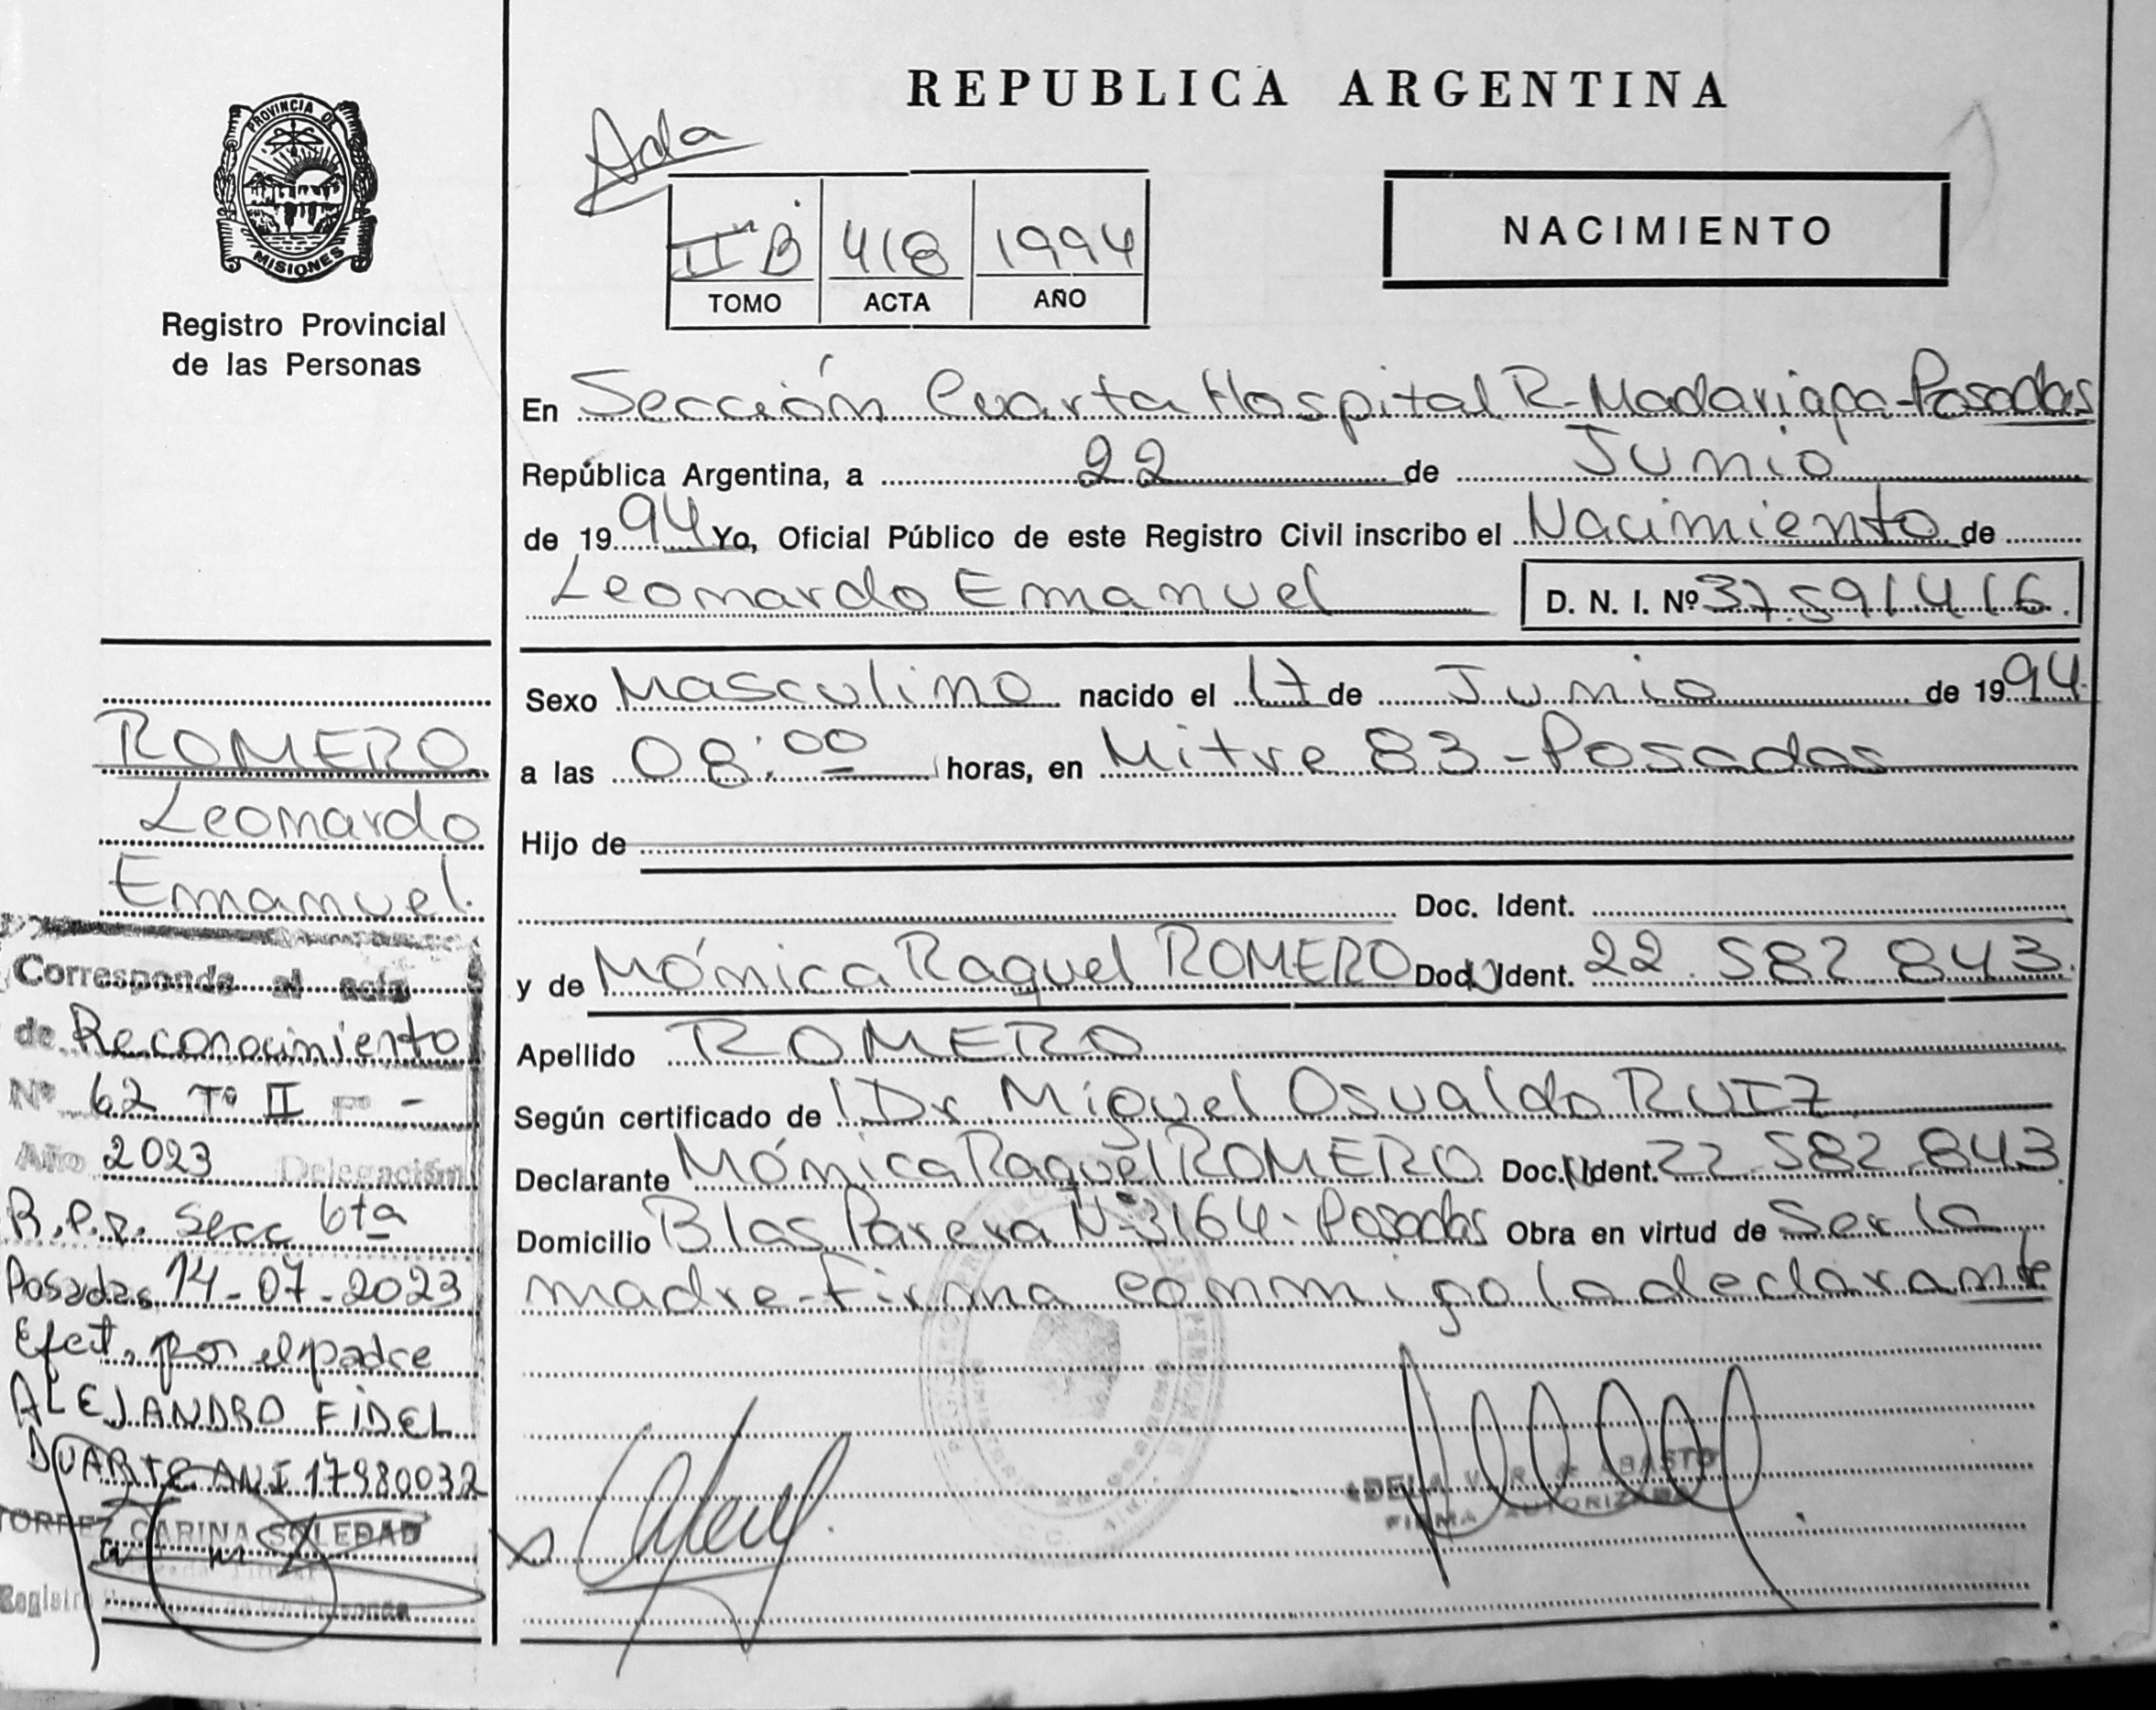 REPUBLICA ARGENTINA
PROVINCIA DE
MISIONES
Registro Provincial
de las Personas
Ada
IIº B 418 1994
TOMO ACTA AÑO
NACIMIENTO
En Sección Cuarta Hospital R. Madariaga-Posadas
República Argentina, a 22 de Junio
de 1994 Yo, Oficial Público de este Registro Civil inscribo el Nacimiento de
Leonardo Emanuel D. N. I. Nº 37.591416.
Sexo Masculino nacido el 17 de Junio de 1994.
a las 08:00 horas, en Mitre 83-Posadas
Hijo de
Doc. Ident.
y de Mónica Raquel ROMERO Doc. Ident. 22.582.843.
Apellido ROMERO
Según certificado de Dr. Miguel Osvaldo RUIZ
Declarante Mónica Raquel ROMERO Doc. Ident. 22.582.843
Domicilio Blas Parera Nº 3164-Posadas Obra en virtud de Ser la
madre-Firma conmigo la declarante
ABASTO
FIRMA AUTORIZADA
ROMERO
Leonardo
Emanuel.
Corresponde al acta
de Reconocimiento
Nº 62 Tº II Fº -
Año 2023 Delegación
R.P.P. Secc 6ta
Posadas 14-07-2023
Efect. por el padre
ALEJANDRO FIDEL
DUARTE DNI 17980032
TORRES CARINA SOLEDAD